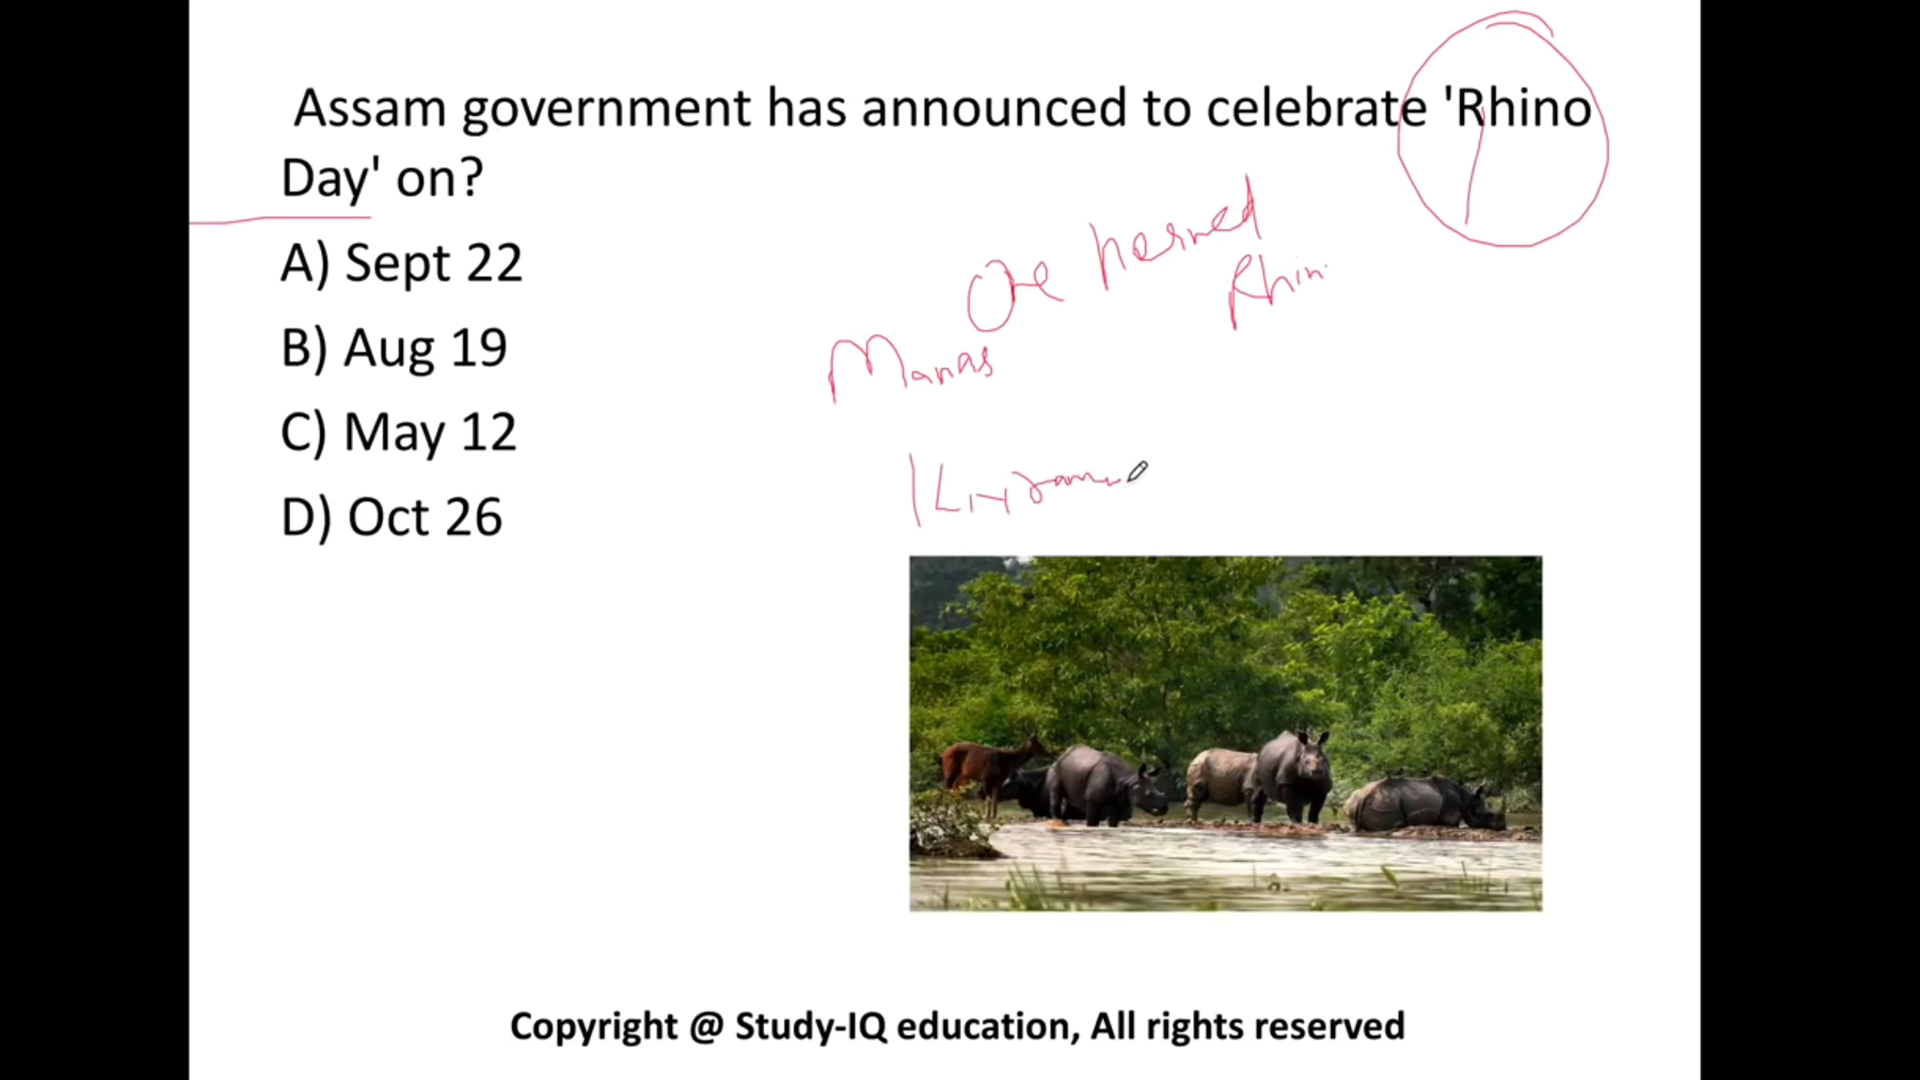 Assam government has announced to celebrate 'Rhino
Day' on?
A) Sept 22
B) Aug 19
C) May 12
D) Oct 26
One horned
Rhin
Manas
Copyright @ Study-IQ education, All rights reserved